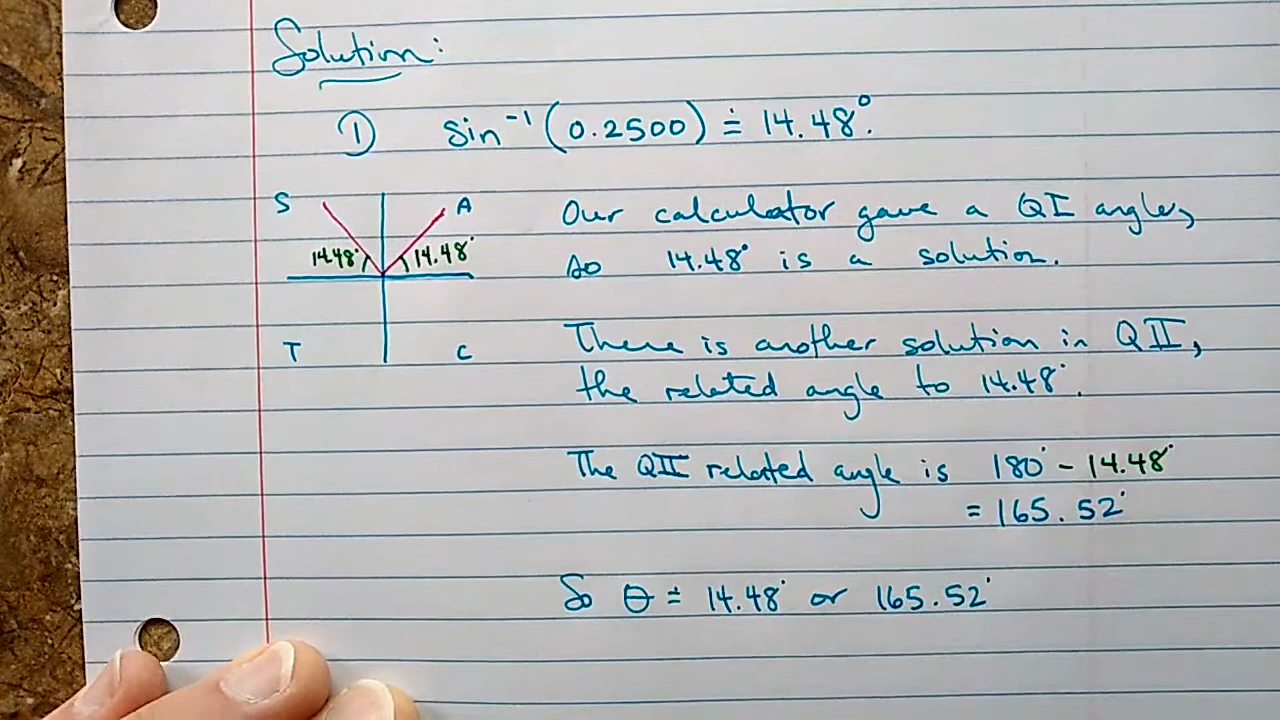 Solution:
① sin⁻¹(0.2500) ≐ 14.48°.
S A
14.48° 14.48°
T C
Our calculator gave a QI angle,
so 14.48° is a solution.
There is another solution in QII,
the related angle to 14.48°.
The QII related angle is 180° - 14.48°
= 165.52°
So θ ≐ 14.48° or 165.52°